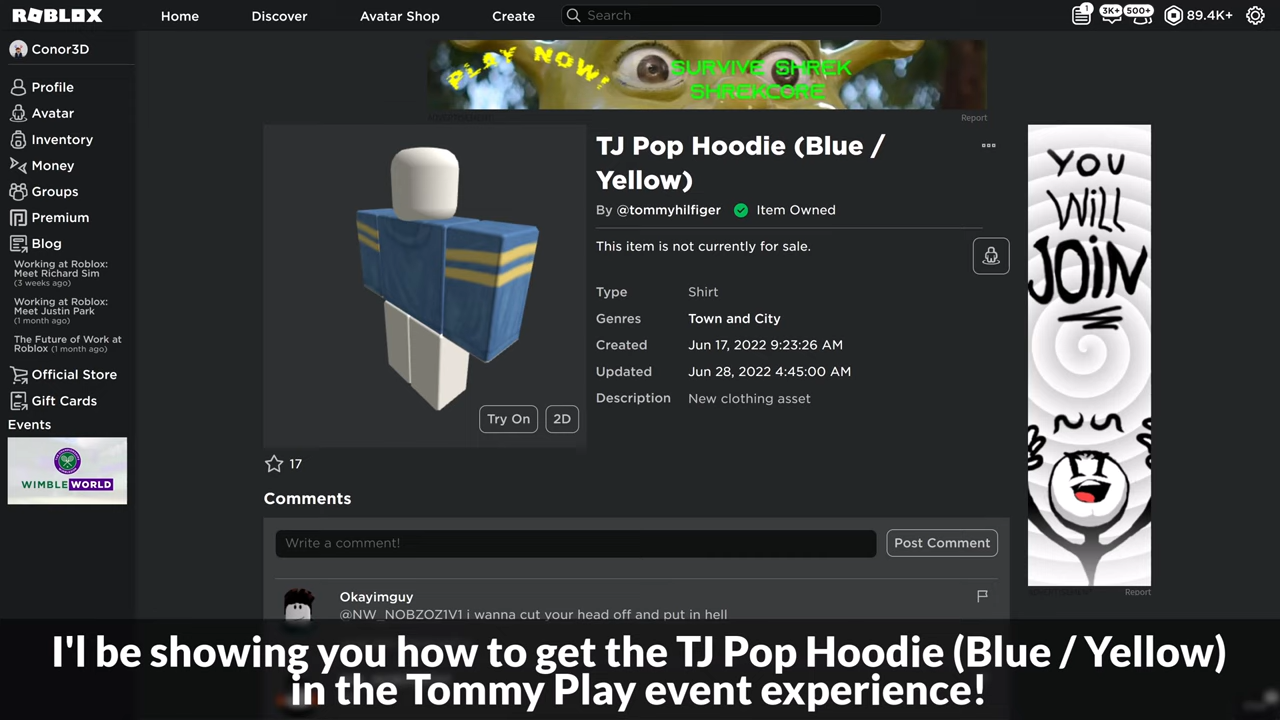 ROBLOX
Home
Discover
Avatar Shop
Create
Search
1
3K+
500+
89.4K+
Conor3D
Profile
Avatar
Inventory
Money
Groups
Premium
Blog
Working at Roblox:
Meet Richard Sim
(3 weeks ago)
Working at Roblox:
Meet Justin Park
(1 month ago)
The Future of Work at
Roblox (1 month ago)
Official Store
Gift Cards
Events
WIMBLEWORLD
PLAY NOW!
SURVIVE SHREK
SHREKCORE
Report
TJ Pop Hoodie (Blue /
Yellow)
By @tommyhilfiger Item Owned
This item is not currently for sale.
Type Shirt
Genres Town and City
Created Jun 17, 2022 9:23:26 AM
Updated Jun 28, 2022 4:45:00 AM
Description New clothing asset
Try On
2D
17
YOU
WiLL
JOiN
Report
Comments
Write a comment!
Post Comment
Okayimguy
@NW_NOBZOZ1V1 i wanna cut your head off and put in hell
I'l be showing you how to get the TJ Pop Hoodie (Blue / Yellow)
in the Tommy Play event experience!